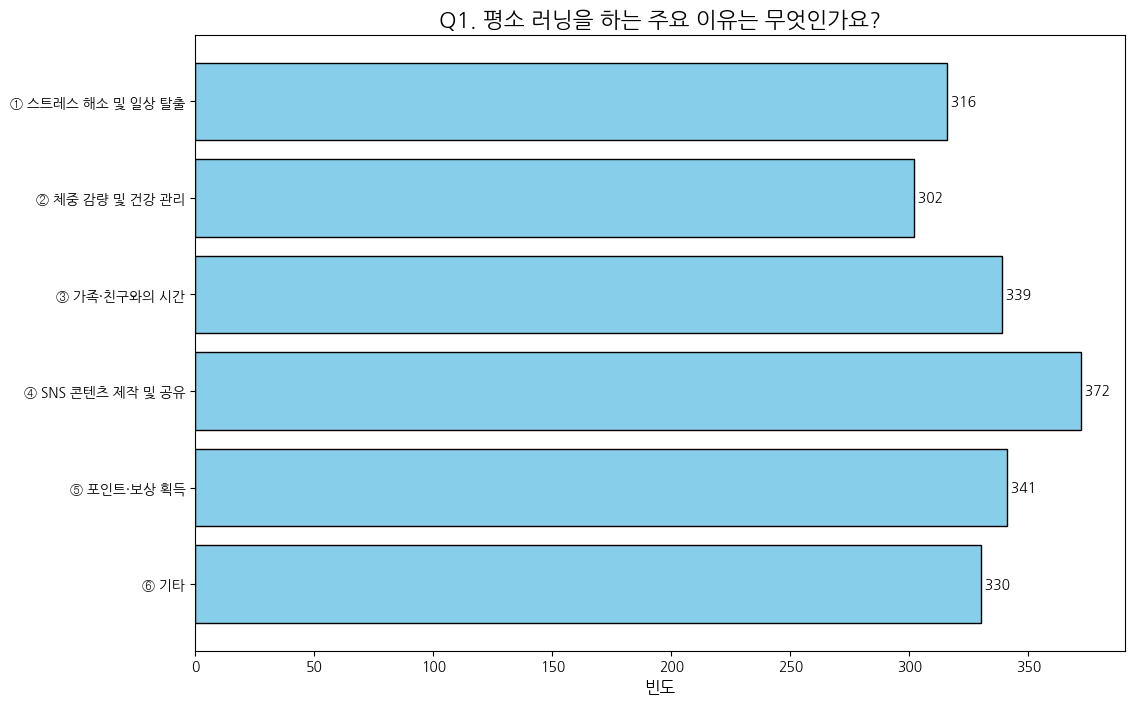 Q1. 평소 러닝을 하는 주요 이유는 무엇인가요?
① 스트레스 해소 및 일상 탈출
316
② 체중 감량 및 건강 관리
302
③ 가족·친구와의 시간
339
④ SNS 콘텐츠 제작 및 공유
372
⑤ 포인트·보상 획득
341
⑥ 기타
330
0 50 100 150 200 250 300 350
빈도